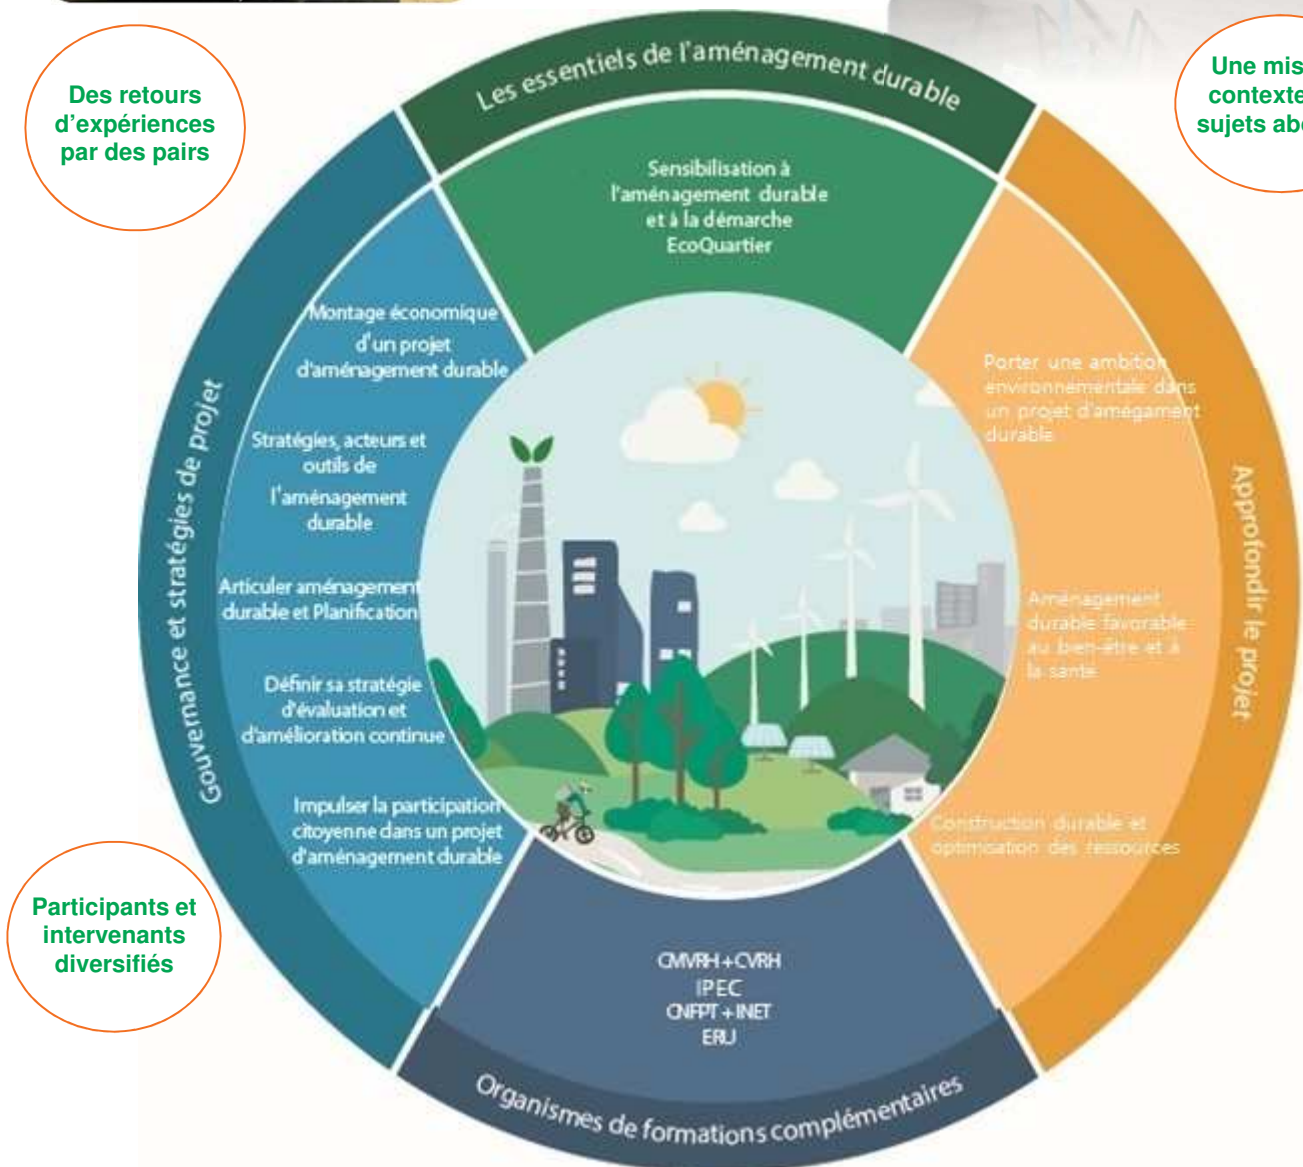 Les essentiels de l'aménagement durable
Des retours
d'expériences
par des pairs
Une mis
contexte
sujets abo
Sensibilisation à
l'aménagement durable
et à la démarche
EcoQuartier
Gouvernance et stratégies de projet
Montage économique
d'un projet
d'aménagement durable
Stratégies, acteurs et
outils de
l'aménagement
durable
Articuler aménagement
durable et Planification
Définir sa stratégie
d'évaluation et
d'amélioration continue
Impulser la participation
citoyenne dans un projet
d'aménagement durable
Approfondir le projet
Porter une ambition
environnementale dans
un projet d'amégament
durable
Aménagement
durable favorable
au bien-être et à
la santé
Construction durable et
optimisation des ressources
Participants et
intervenants
diversifiés
CMVRH + CVRH
IPEC
CNFPT + INET
ERU
Organismes de formations complémentaires